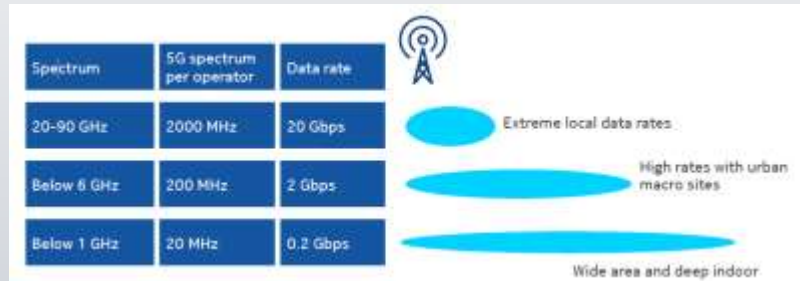 Spectrum
5G spectrum
per operator
Data rate
20-90 GHz
2000 MHz
20 Gbps
Extreme local data rates
Below 6 GHz
200 MHz
2 Gbps
High rates with urban
macro sites
Below 1 GHz
20 MHz
0.2 Gbps
Wide area and deep indoor